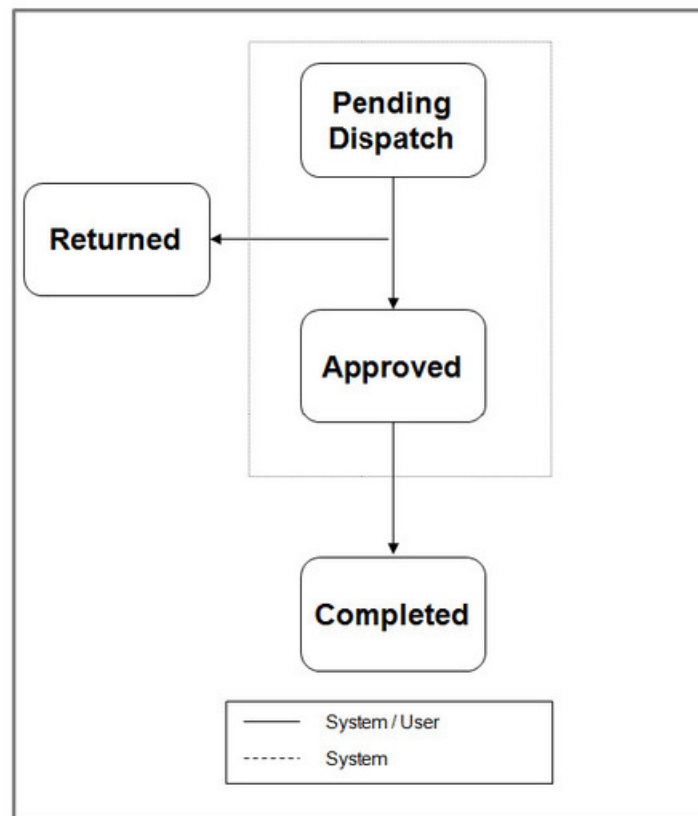 Pending
Dispatch
Returned
Approved
Completed
System / User
System